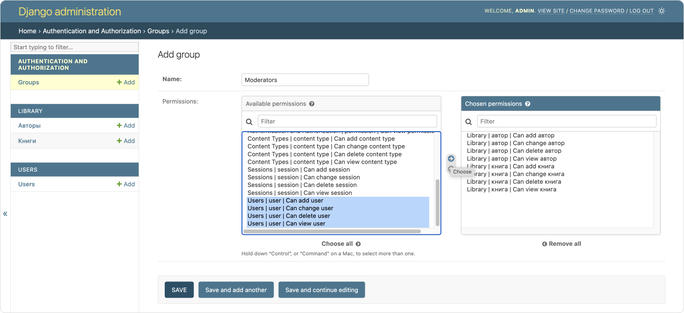 Django administration
WELCOME, ADMIN. VIEW SITE / CHANGE PASSWORD / LOG OUT
Home › Authentication and Authorization › Groups › Add group
Start typing to filter...
AUTHENTICATION AND
AUTHORIZATION
Groups + Add
LIBRARY
Авторы + Add
Книги + Add
USERS
Users + Add
«
Add group
Name: Moderators
Permissions:
Available permissions ?
Filter
Content Types | content type | Can add content type
Content Types | content type | Can change content type
Content Types | content type | Can delete content type
Content Types | content type | Can view content type
Sessions | session | Can add session
Sessions | session | Can change session
Sessions | session | Can delete session
Sessions | session | Can view session
Users | user | Can add user
Users | user | Can change user
Users | user | Can delete user
Users | user | Can view user
Choose all
Hold down "Control", or "Command" on a Mac, to select more than one.
Choose
Chosen permissions ?
Filter
Library | автор | Can add автор
Library | автор | Can change автор
Library | автор | Can delete автор
Library | автор | Can view автор
Library | книга | Can add книга
Library | книга | Can change книга
Library | книга | Can delete книга
Library | книга | Can view книга
Remove all
SAVE
Save and add another
Save and continue editing